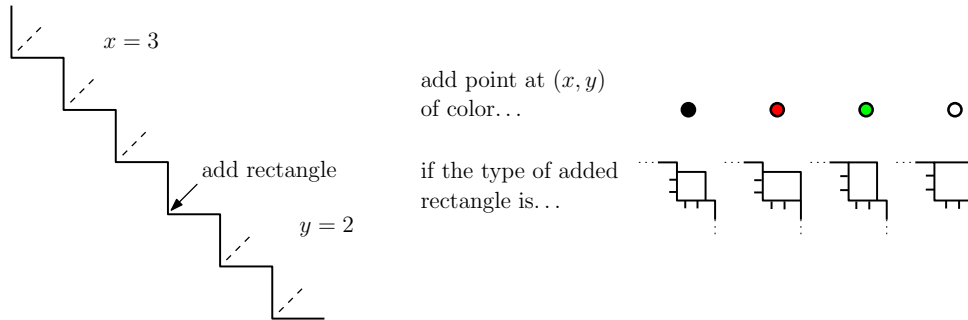 x = 3
add rectangle
y = 2
add point at (x, y)
of color...
if the type of added
rectangle is...